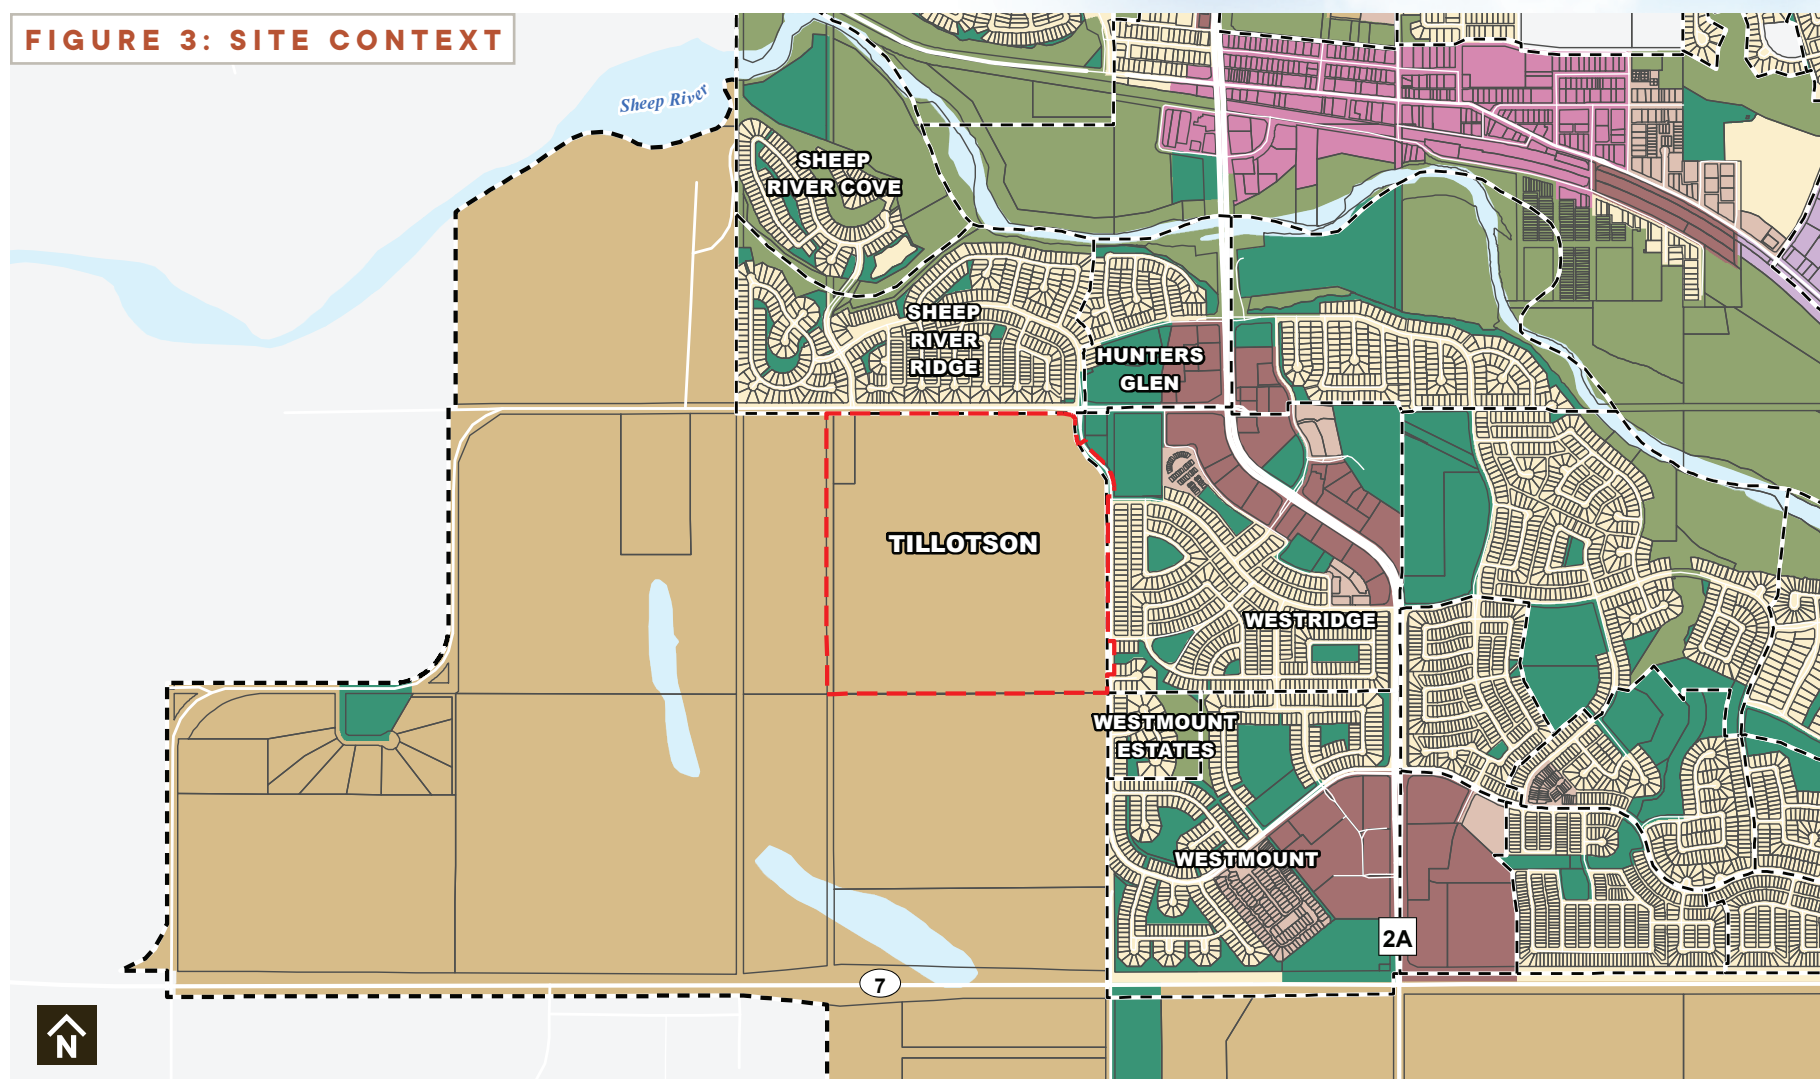 FIGURE 3: SITE CONTEXT
Sheep River
SHEEP
RIVER COVE
SHEEP
RIVER
RIDGE
HUNTERS
GLEN
TILLOTSON
WESTRIDGE
WESTMOUNT
ESTATES
WESTMOUNT
2A
7
N